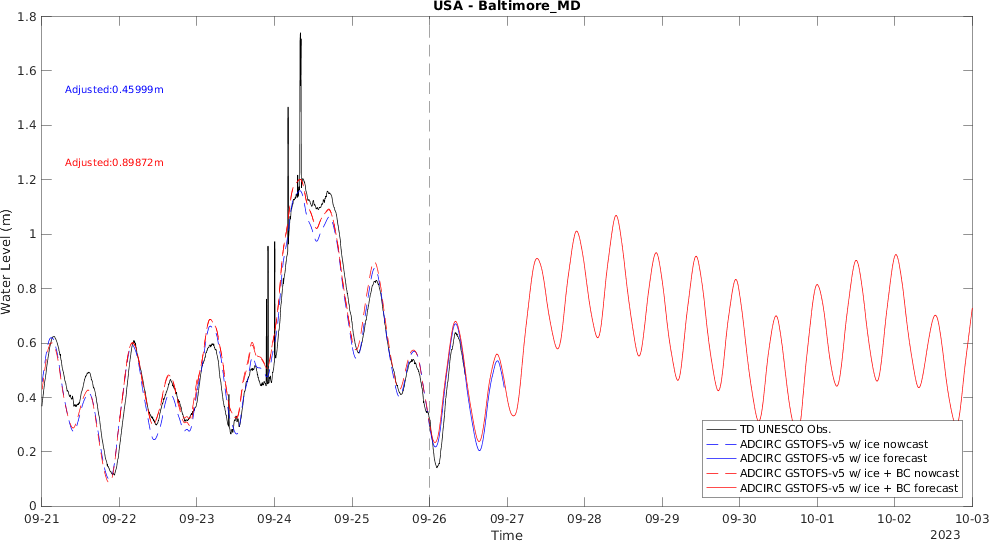 USA - Baltimore_MD
1.8
1.6
1.4
1.2
1
0.8
0.6
0.4
0.2
0
Water Level (m)
Adjusted:0.45999m
Adjusted:0.89872m
TD UNESCO Obs.
ADCIRC GSTOFS-v5 w/ ice nowcast
ADCIRC GSTOFS-v5 w/ ice forecast
ADCIRC GSTOFS-v5 w/ ice + BC nowcast
ADCIRC GSTOFS-v5 w/ ice + BC forecast
09-21 09-22 09-23 09-24 09-25 09-26 09-27 09-28 09-29 09-30 10-01 10-02 10-03
Time
2023